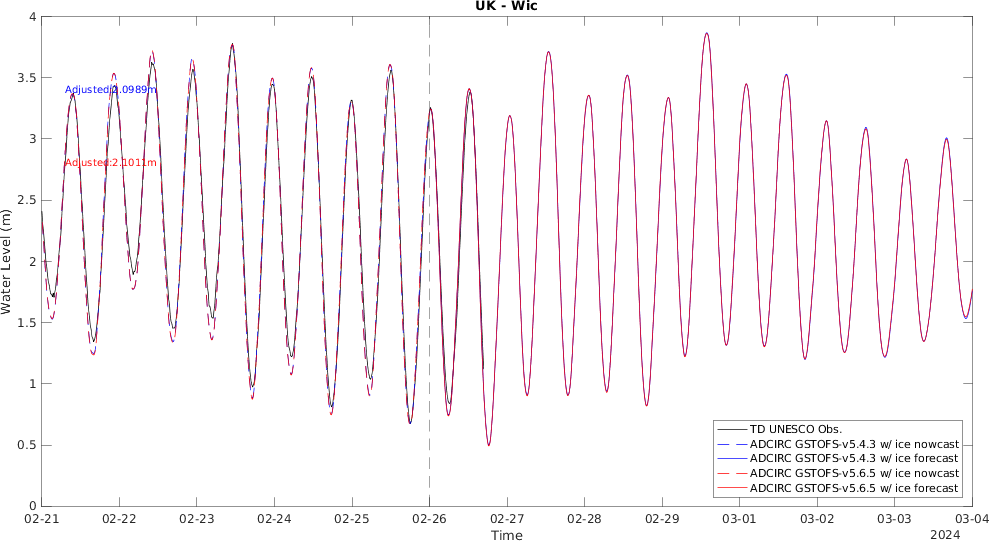 UK - Wic
4
3.5
3
2.5
2
1.5
1
0.5
0
Water Level (m)
Adjusted:2.0989m
Adjusted:2.1011m
TD UNESCO Obs.
ADCIRC GSTOFS-v5.4.3 w/ ice nowcast
ADCIRC GSTOFS-v5.4.3 w/ ice forecast
ADCIRC GSTOFS-v5.6.5 w/ ice nowcast
ADCIRC GSTOFS-v5.6.5 w/ ice forecast
02-21 02-22 02-23 02-24 02-25 02-26 02-27 02-28 02-29 03-01 03-02 03-03 03-04
Time
2024